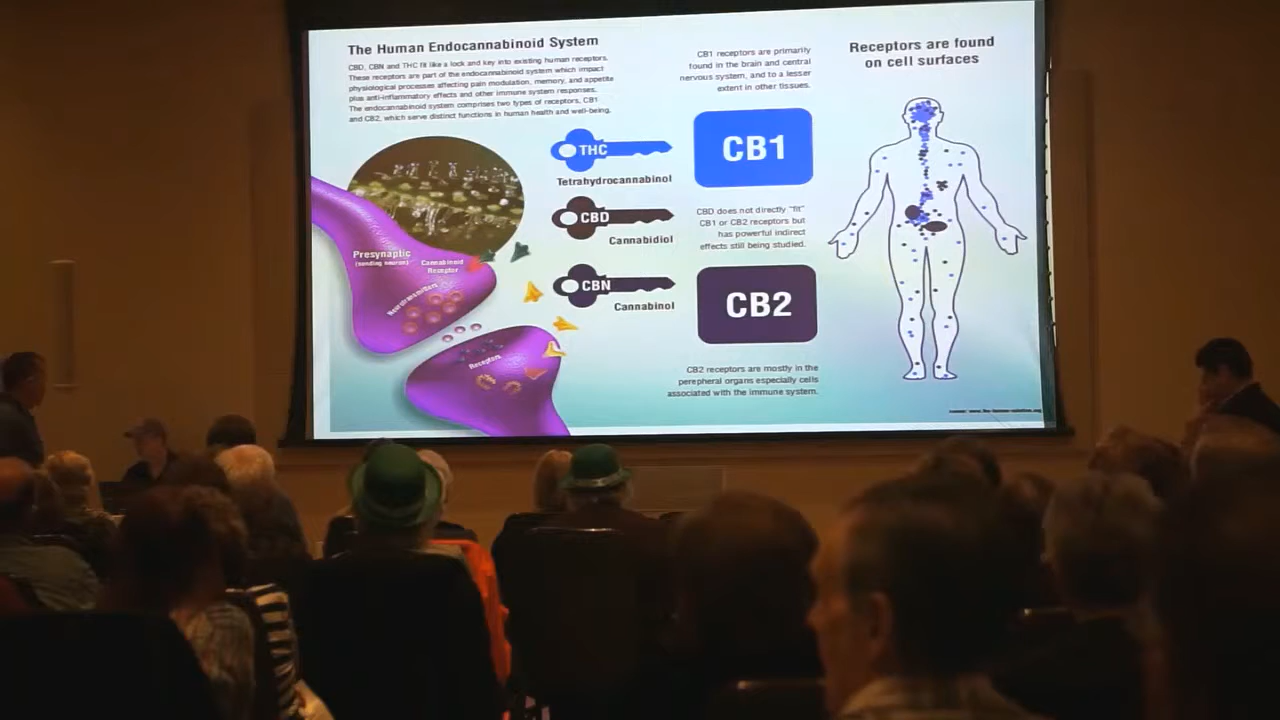 The Human Endocannabinoid System
CBD, CBN and THC fit like a lock and key into existing human receptors.
These receptors are part of the endocannabinoid system which impact
physiological processes affecting pain modulation, memory, and appetite
plus anti-inflammatory effects and other immune system responses.
The endocannabinoid system comprises two types of receptors, CB1
and CB2, which serve distinct functions in human health and well-being.
Presynaptic
(sending neuron)
Cannabinoid
Receptor
Neurotransmitters
Receptors
THC
Tetrahydrocannabinol
CBD
Cannabidiol
CBN
Cannabinol
CB1 receptors are primarily
found in the brain and central
nervous system, and to a lesser
extent in other tissues.
CB1
CBD does not directly "fit"
CB1 or CB2 receptors but
has powerful indirect
effects still being studied.
CB2
CB2 receptors are mostly in the
perepheral organs especially cells
associated with the immune system.
Receptors are found
on cell surfaces